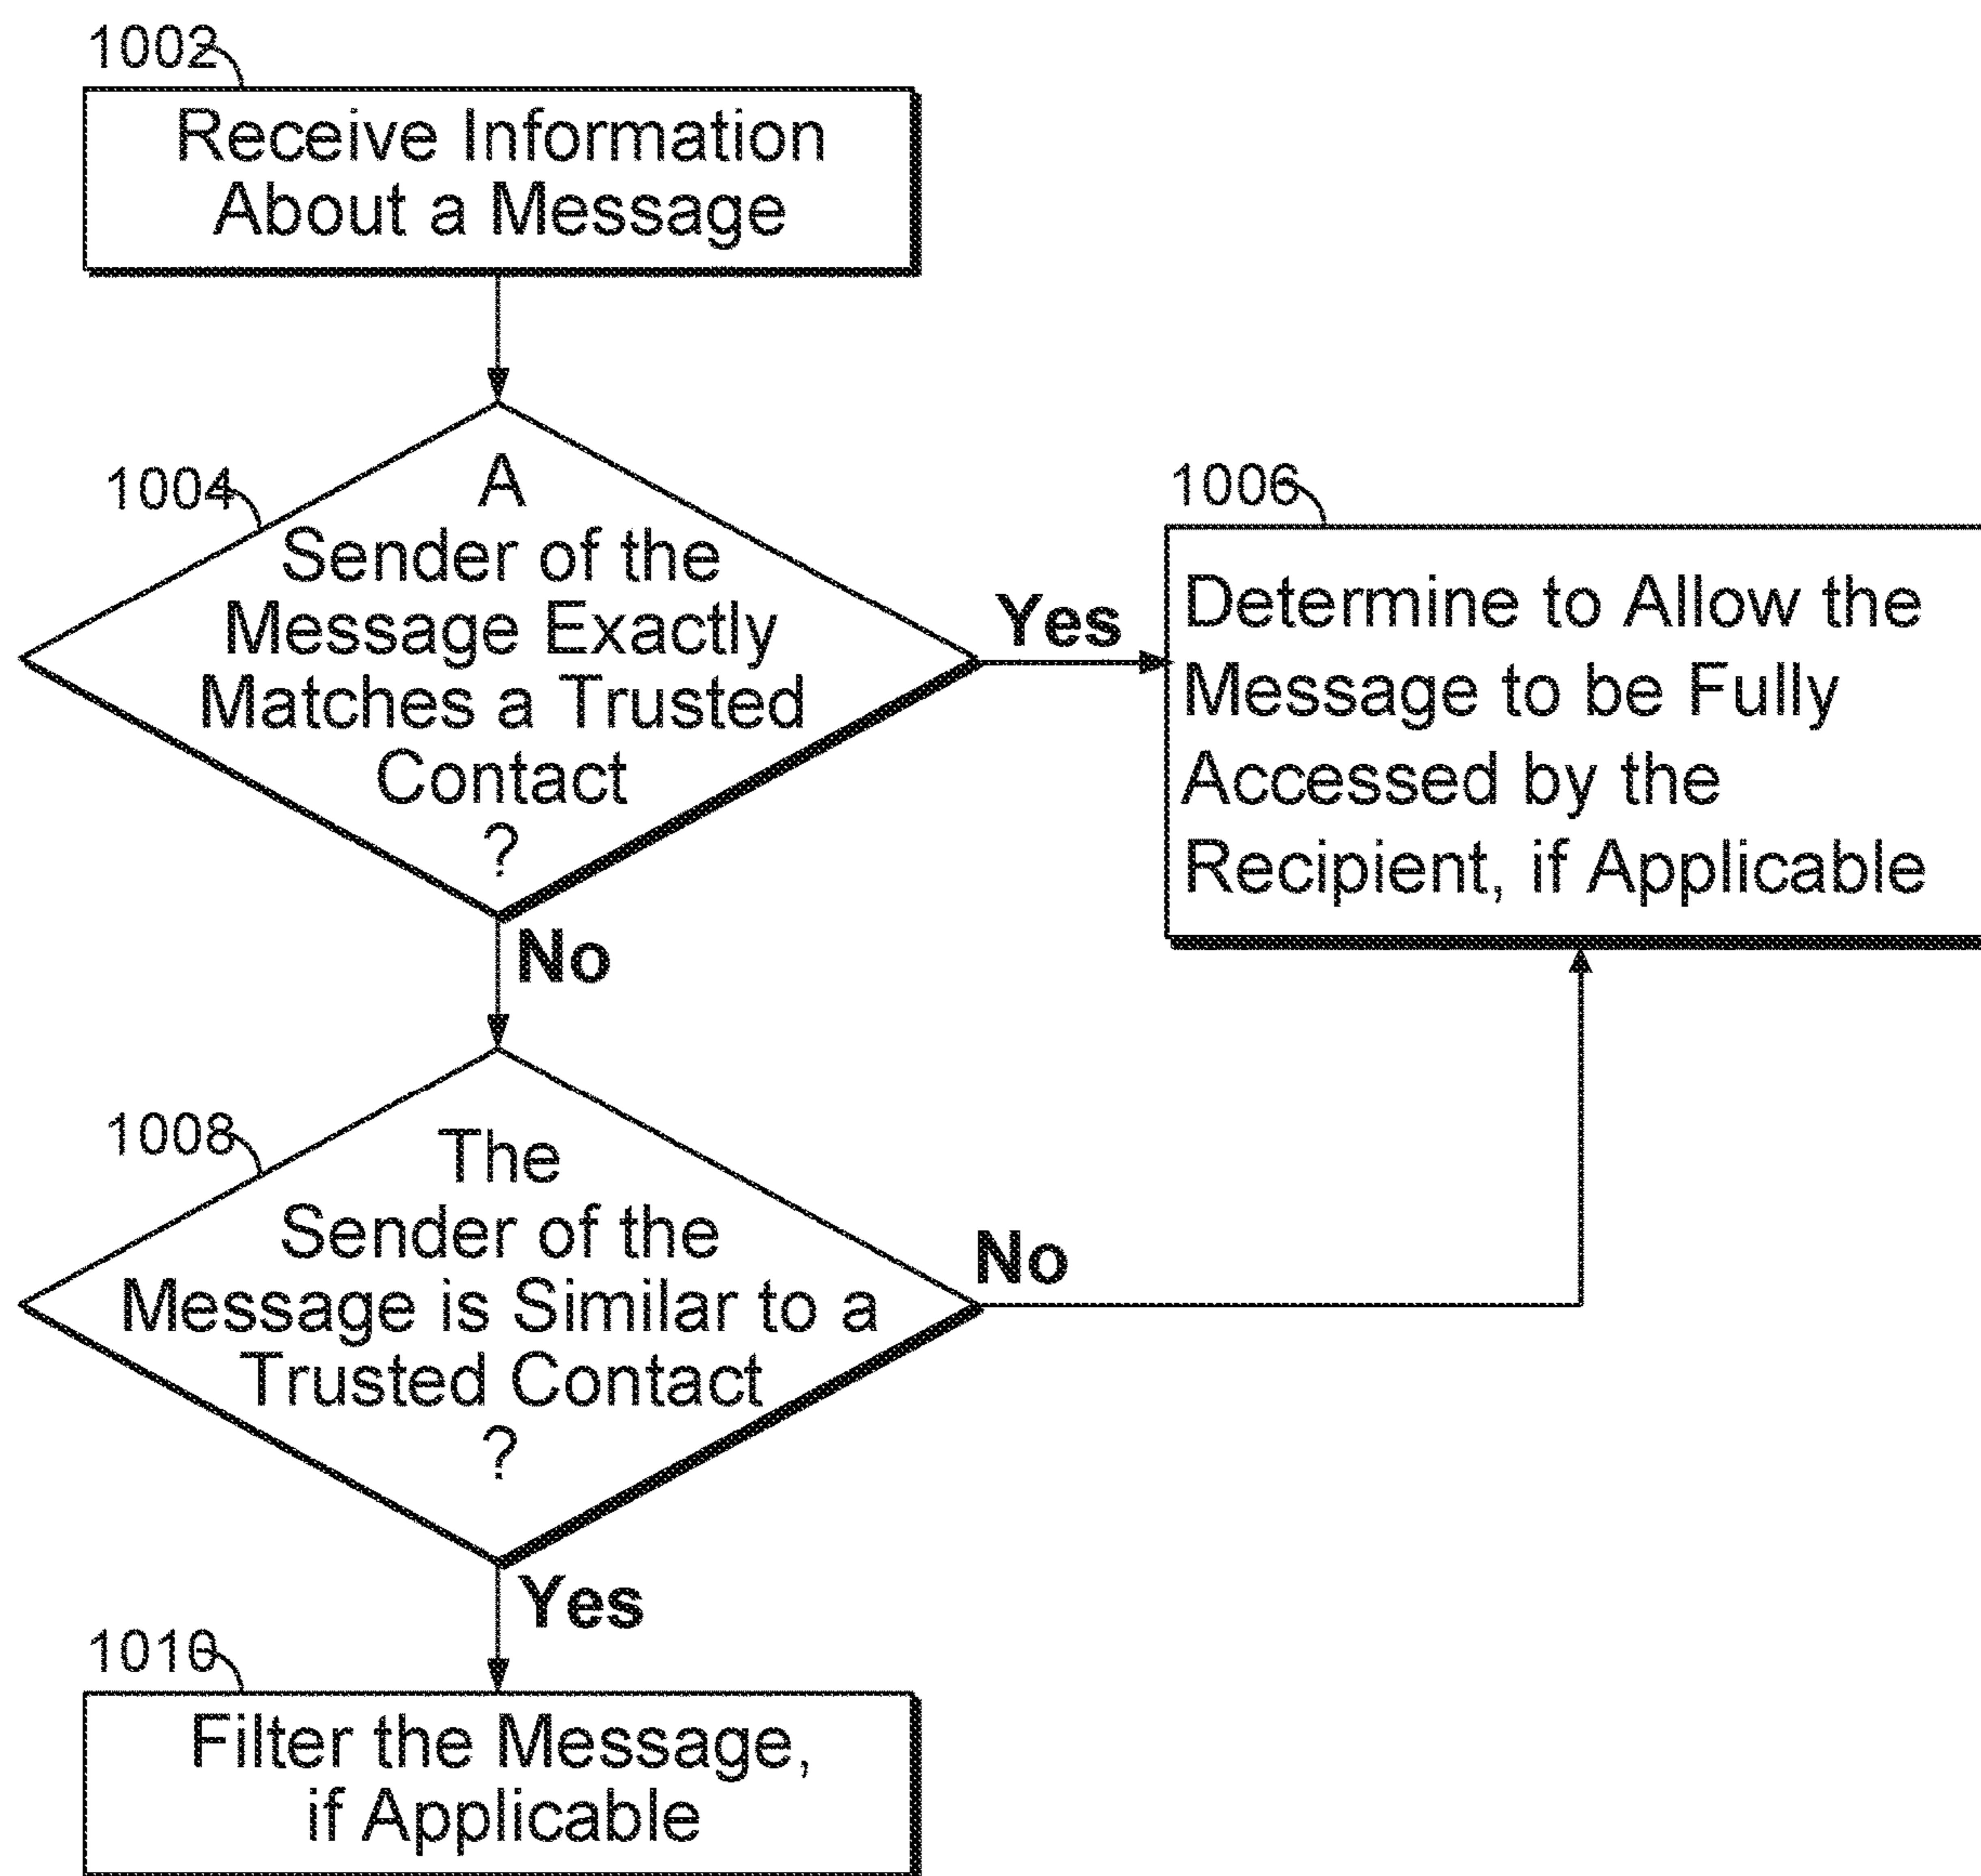 1002
Receive Information
About a Message
1004
A
Sender of the
Message Exactly
Matches a Trusted
Contact
?
Yes
1006
Determine to Allow the
Message to be Fully
Accessed by the
Recipient, if Applicable
No
1008
The
Sender of the
Message is Similar to a
Trusted Contact
?
No
Yes
1010
Filter the Message,
if Applicable